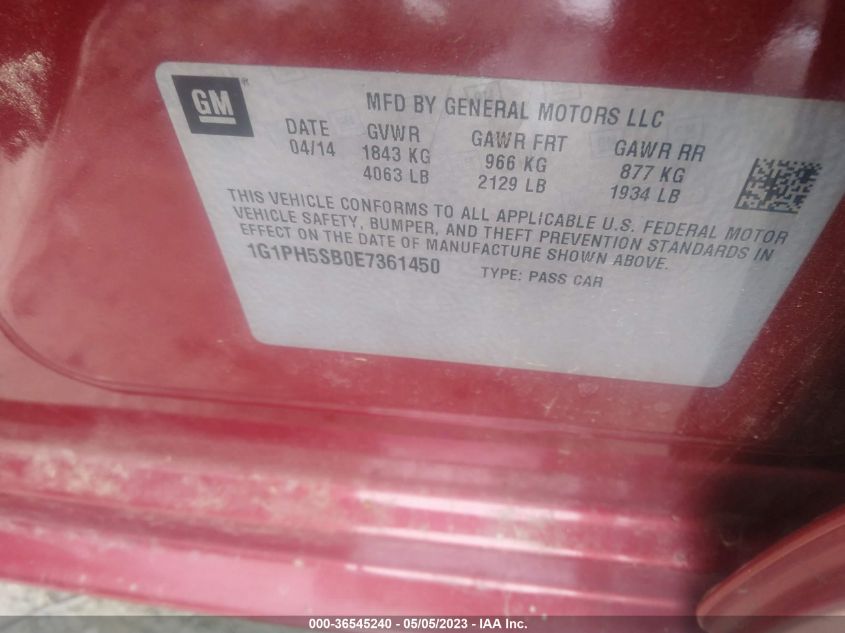 GM
MFD BY GENERAL MOTORS LLC
DATE GVWR GAWR FRT GAWR RR
04/14 1843 KG 966 KG 877 KG
4063 LB 2129 LB 1934 LB
THIS VEHICLE CONFORMS TO ALL APPLICABLE U.S. FEDERAL MOTOR
VEHICLE SAFETY, BUMPER, AND THEFT PREVENTION STANDARDS IN
EFFECT ON THE DATE OF MANUFACTURE SHOWN ABOVE.
1G1PH5SB0E7361450 TYPE: PASS CAR
000-36545240 - 05/05/2023 - IAA Inc.